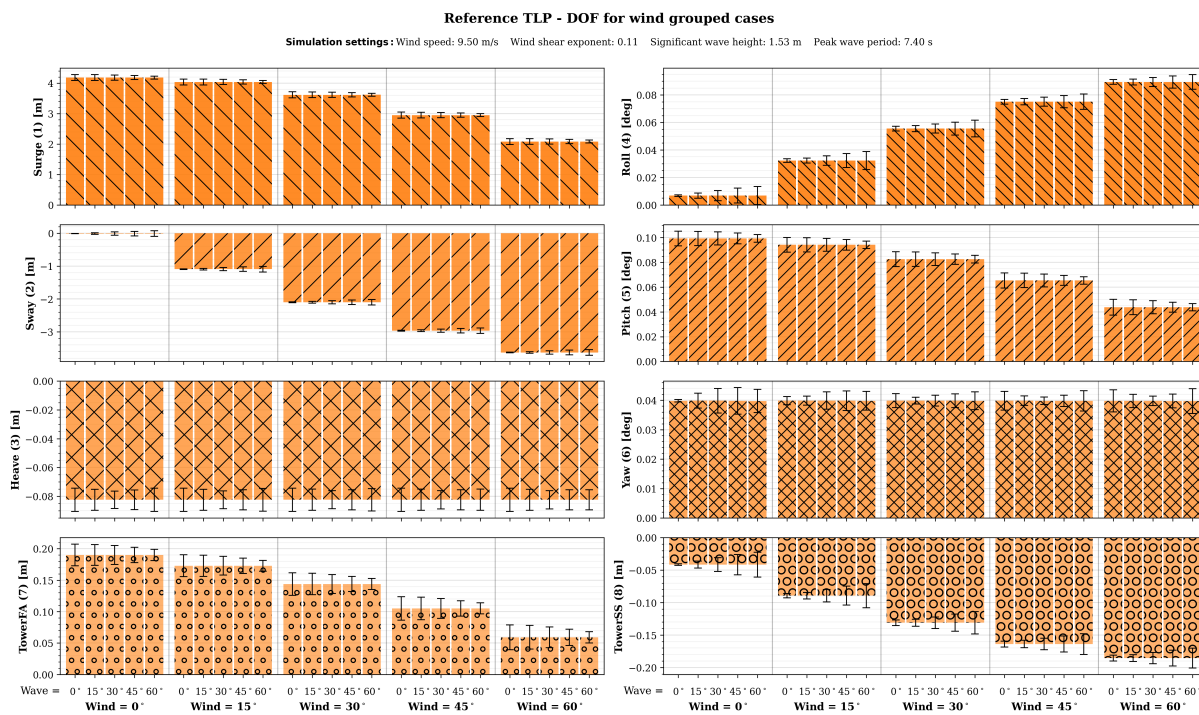 Reference TLP - DOF for wind grouped cases
Simulation settings: Wind speed: 9.50 m/s Wind shear exponent: 0.11 Significant wave height: 1.53 m Peak wave period: 7.40 s
Surge (1) [m]
4
3
2
1
0
Roll (4) [deg]
0.08
0.06
0.04
0.02
0.00
Sway (2) [m]
0
−1
−2
−3
Pitch (5) [deg]
0.10
0.08
0.06
0.04
0.02
0.00
Heave (3) [m]
0.00
−0.02
−0.04
−0.06
−0.08
Yaw (6) [deg]
0.04
0.03
0.02
0.01
0.00
TowerFA (7) [m]
0.20
0.15
0.10
0.05
0.00
TowerSS (8) [m]
0.00
−0.05
−0.10
−0.15
−0.20
Wave = 0° 15° 30° 45° 60° 0° 15° 30° 45° 60° 0° 15° 30° 45° 60° 0° 15° 30° 45° 60° 0° 15° 30° 45° 60°
Wind = 0° Wind = 15° Wind = 30° Wind = 45° Wind = 60°
Wave = 0° 15° 30° 45° 60° 0° 15° 30° 45° 60° 0° 15° 30° 45° 60° 0° 15° 30° 45° 60° 0° 15° 30° 45° 60°
Wind = 0° Wind = 15° Wind = 30° Wind = 45° Wind = 60°